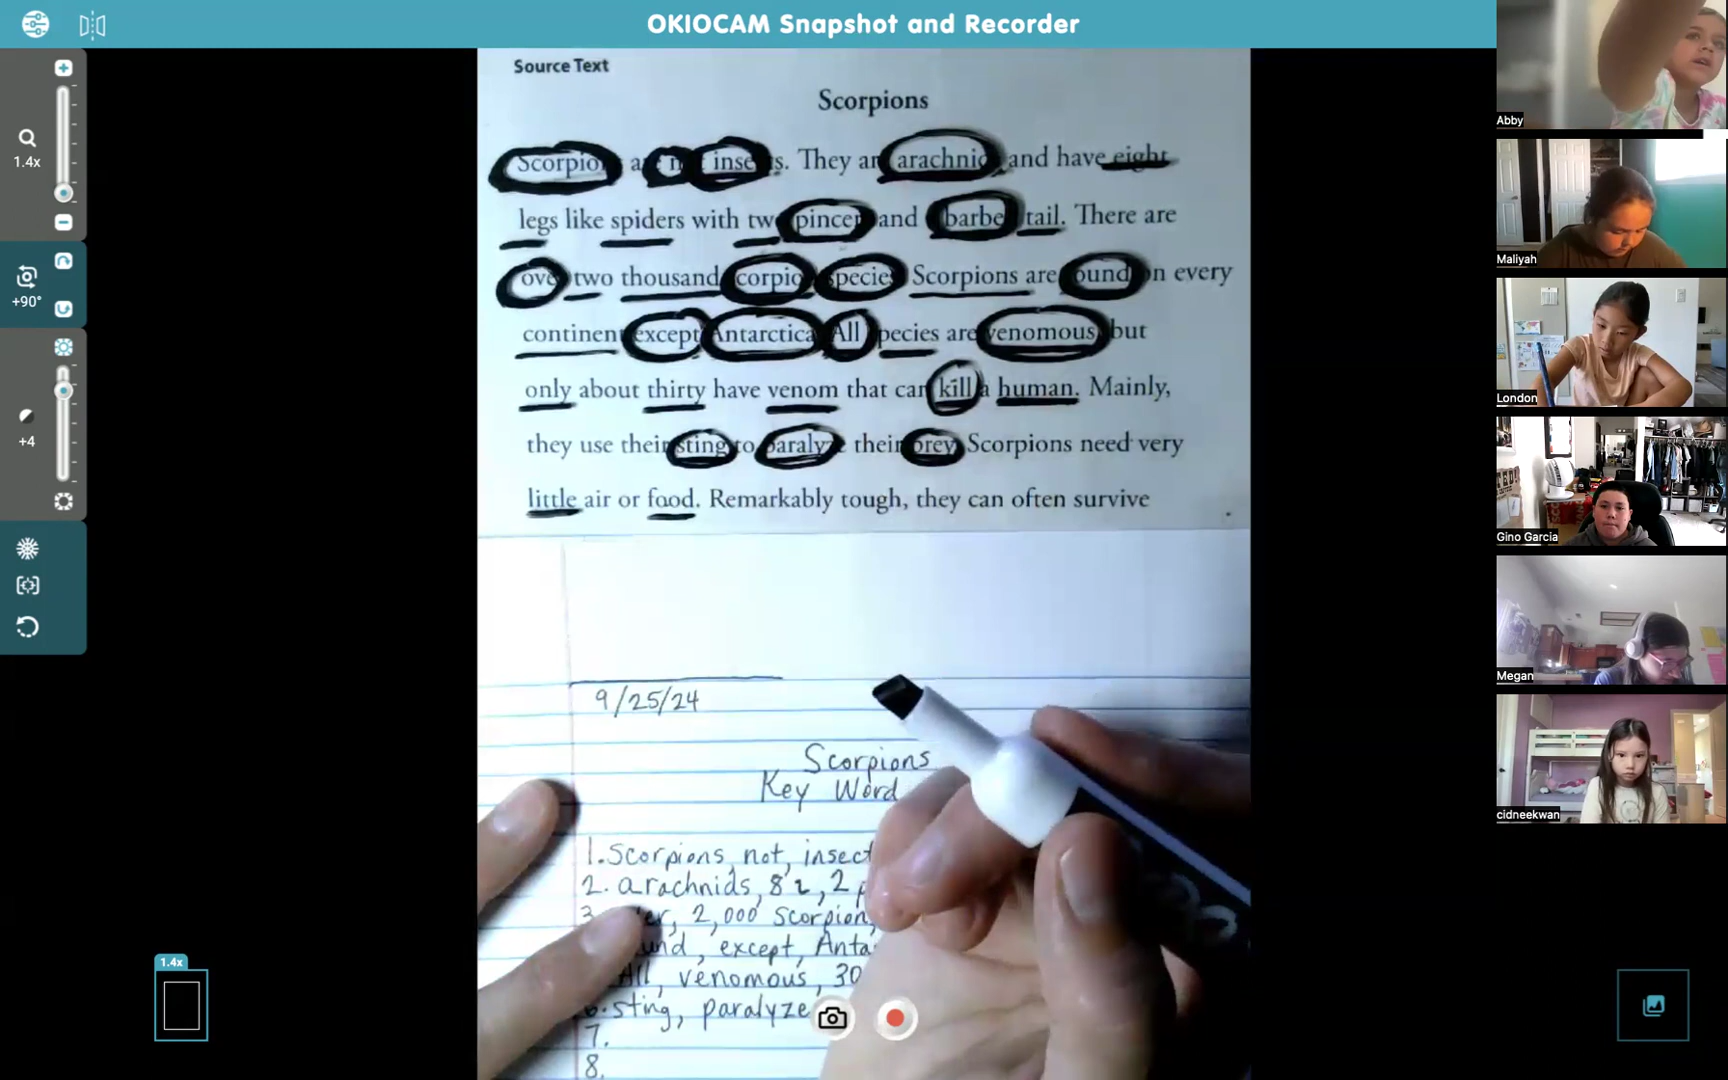 OKIOCAM Snapshot and Recorder
Source Text
Scorpions
Scorpions are not insects. They are arachnids and have eight
legs like spiders with two pincers and barbed tail. There are
over two thousand scorpion species. Scorpions are found in every
continent except Antarctica. All species are venomous, but
only about thirty have venom that can kill a human. Mainly,
they use their sting to paralyze their prey. Scorpions need very
little air or food. Remarkably tough, they can often survive
9/25/24
Scorpions
Key Word
1. Scorpions, not, insect
2. arachnids, 8 , 2 p
3. 2,000 scorpion,
, except, Anta
All, venomous, 30
6. sting, paralyze
7.
8.
1.4x
+90°
+4
1.4x
Abby
Maliyah
London
Gino Garcia
Megan
cidneekwan